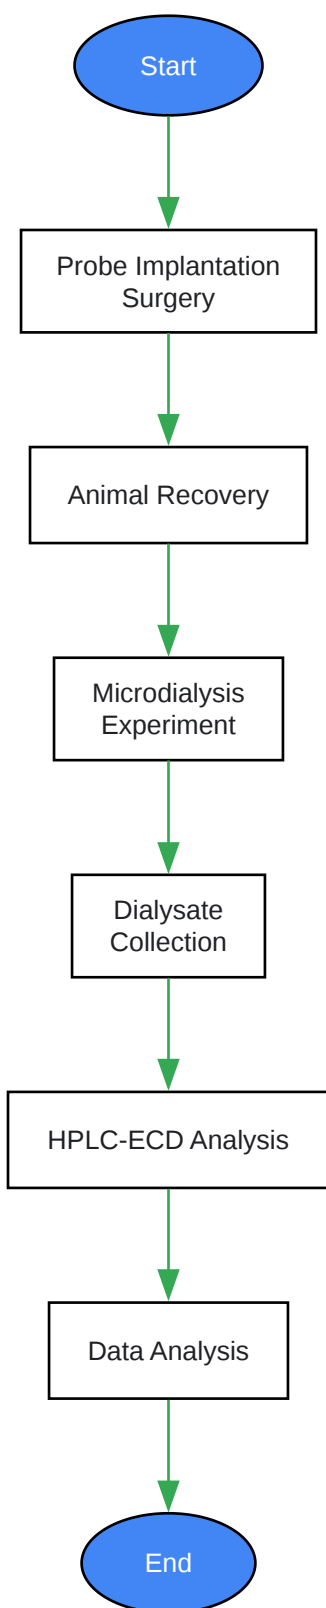 Start
Probe Implantation
Surgery
Animal Recovery
Microdialysis
Experiment
Dialysate
Collection
HPLC-ECD Analysis
Data Analysis
End